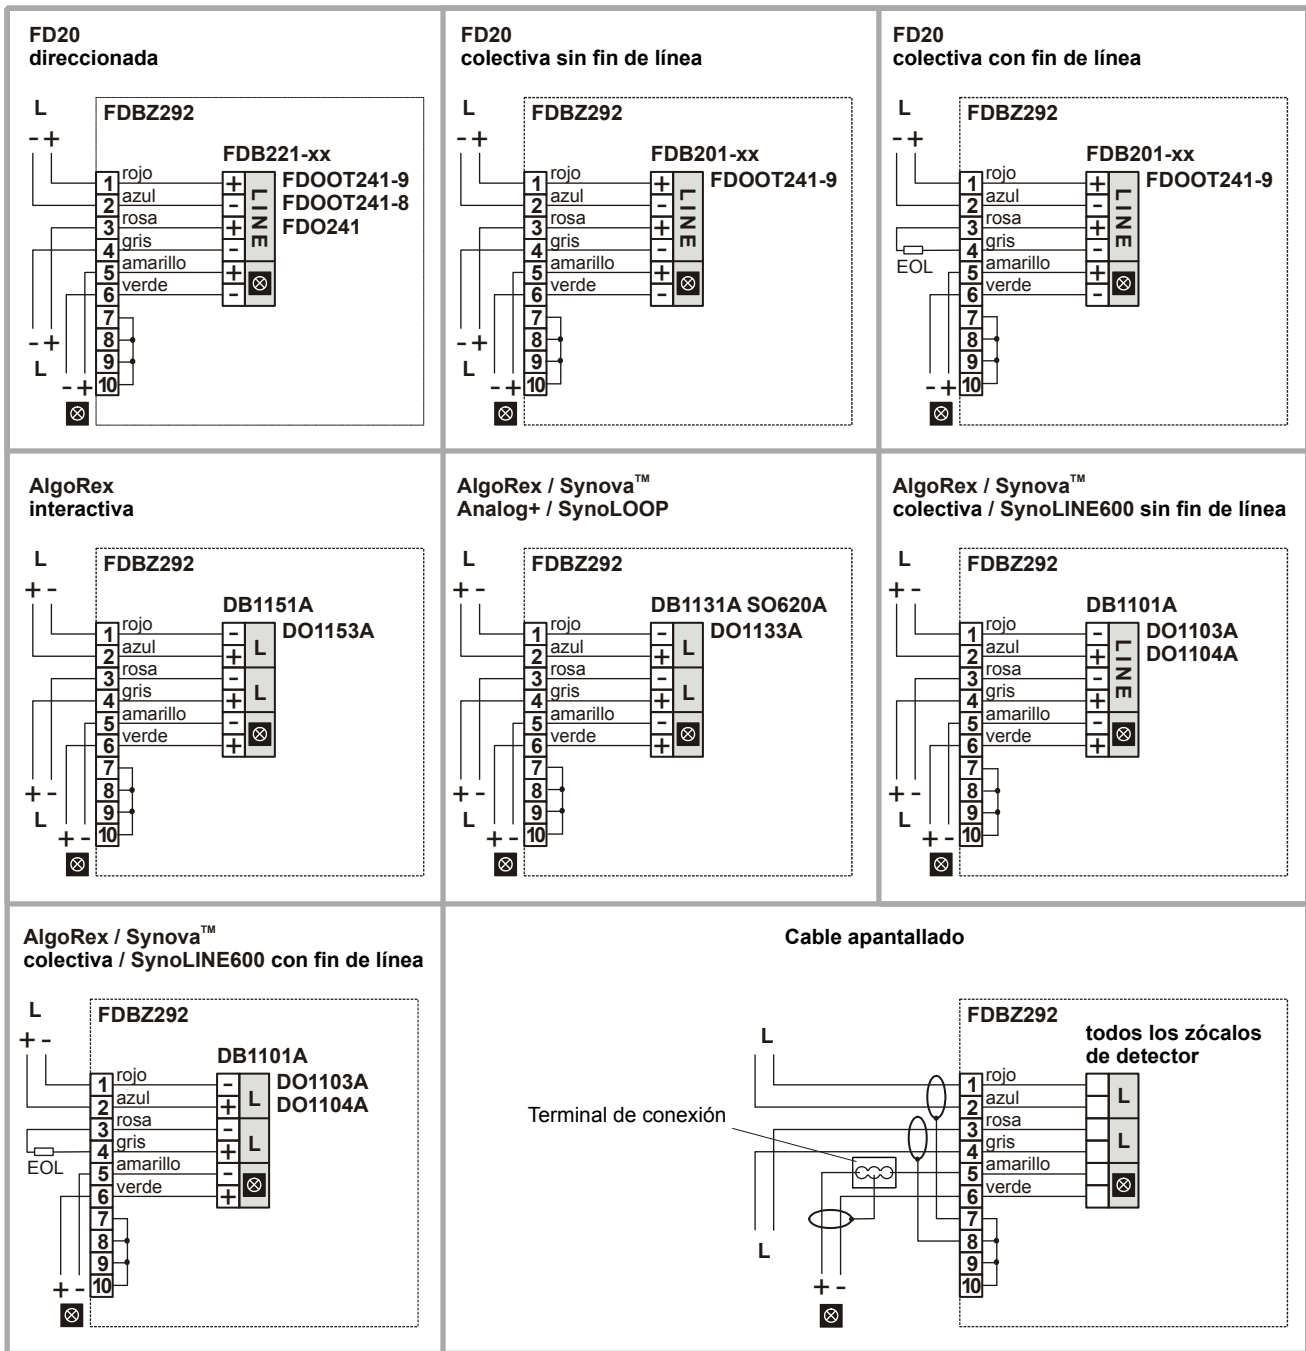 FD20
direccionada
L
FDBZ292
- +
FDB221-xx
1 rojo + LINE FDOOT241-9
2 azul - FDOOT241-8
3 rosa + FDO241
4 gris -
5 amarillo +
6 verde -
7
- + 8
L 9
- + 10
FD20
colectiva sin fin de línea
L
FDBZ292
- +
FDB201-xx
1 rojo + LINE FDOOT241-9
2 azul -
3 rosa +
4 gris -
5 amarillo +
6 verde -
7
- + 8
L 9
- + 10
FD20
colectiva con fin de línea
L
FDBZ292
- +
FDB201-xx
1 rojo + LINE FDOOT241-9
2 azul -
3 rosa +
4 gris -
EOL
5 amarillo +
6 verde -
7
8
9
- + 10
AlgoRex
interactiva
L
FDBZ292
+ -
DB1151A
1 rojo - L DO1153A
2 azul +
3 rosa - L
4 gris +
5 amarillo -
6 verde +
7
+ - 8
L 9
+ - 10
AlgoRex / Synova™
Analog+ / SynoLOOP
L
FDBZ292
+ -
DB1131A SO620A
1 rojo - L DO1133A
2 azul +
3 rosa - L
4 gris +
5 amarillo -
6 verde +
7
+ - 8
L 9
+ - 10
AlgoRex / Synova™
colectiva / SynoLINE600 sin fin de línea
L
FDBZ292
+ -
DB1101A
1 rojo - LINE DO1103A
2 azul + DO1104A
3 rosa -
4 gris +
5 amarillo -
6 verde +
7
+ - 8
L 9
+ - 10
AlgoRex / Synova™
colectiva / SynoLINE600 con fin de línea
L
FDBZ292
+ -
DB1101A
1 rojo - L DO1103A
2 azul + DO1104A
3 rosa - L
4 gris +
EOL
5 amarillo -
6 verde +
7
8
9
+ - 10
Cable apantallado
FDBZ292
L
todos los zócalos
de detector
1 rojo L
2 azul
Terminal de conexión
3 rosa L
4 gris
5 amarillo
6 verde
7
8
L
9
+ - 10